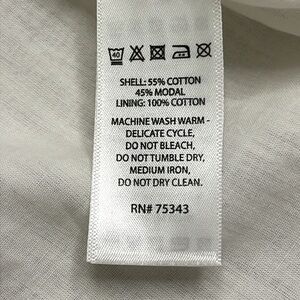 40
SHELL: 55% COTTON
45% MODAL
LINING: 100% COTTON
MACHINE WASH WARM -
DELICATE CYCLE,
DO NOT BLEACH,
DO NOT TUMBLE DRY,
MEDIUM IRON,
DO NOT DRY CLEAN.
RN# 75343